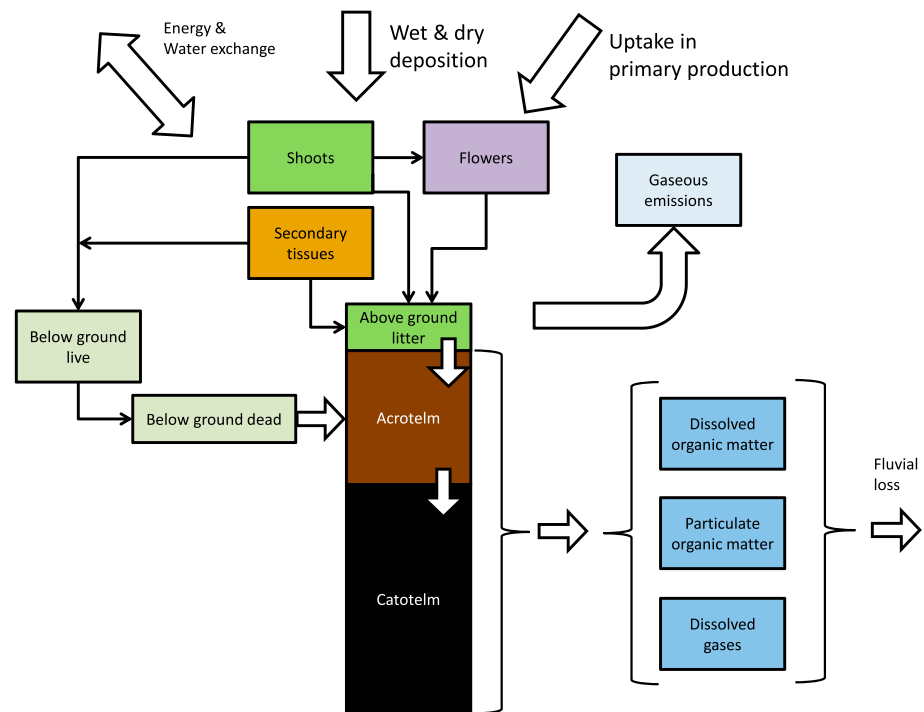 Energy &
Water exchange
Wet & dry
deposition
Uptake in
primary production
Shoots
Flowers
Gaseous
emissions
Secondary
tissues
Above ground
litter
Below ground
live
Below ground dead
Acrotelm
Dissolved
organic matter
Fluvial
loss
Particulate
organic matter
Catotelm
Dissolved
gases